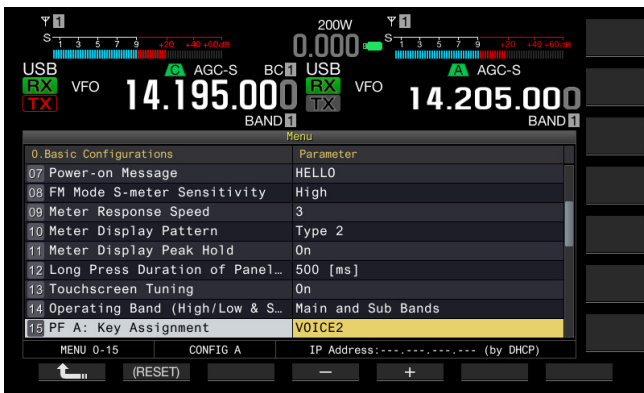 1 200W 1
S 1 3 5 7 9 +20 +40 +60dB 0.000 S 1 3 5 7 9 +20 +40 +60dB
USB C AGC-S BC1 USB A AGC-S
RX VFO 14.195.000 RX VFO 14.205.000
TX TX
BAND 1 BAND 1
Menu
0.Basic Configurations Parameter
07 Power-on Message HELLO
08 FM Mode S-meter Sensitivity High
09 Meter Response Speed 3
10 Meter Display Pattern Type 2
11 Meter Display Peak Hold On
12 Long Press Duration of Panel… 500 [ms]
13 Touchscreen Tuning On
14 Operating Band (High/Low & S… Main and Sub Bands
15 PF A: Key Assignment VOICE2
MENU 0-15 CONFIG A IP Address:---.---.---.--- (by DHCP)
(RESET) − +